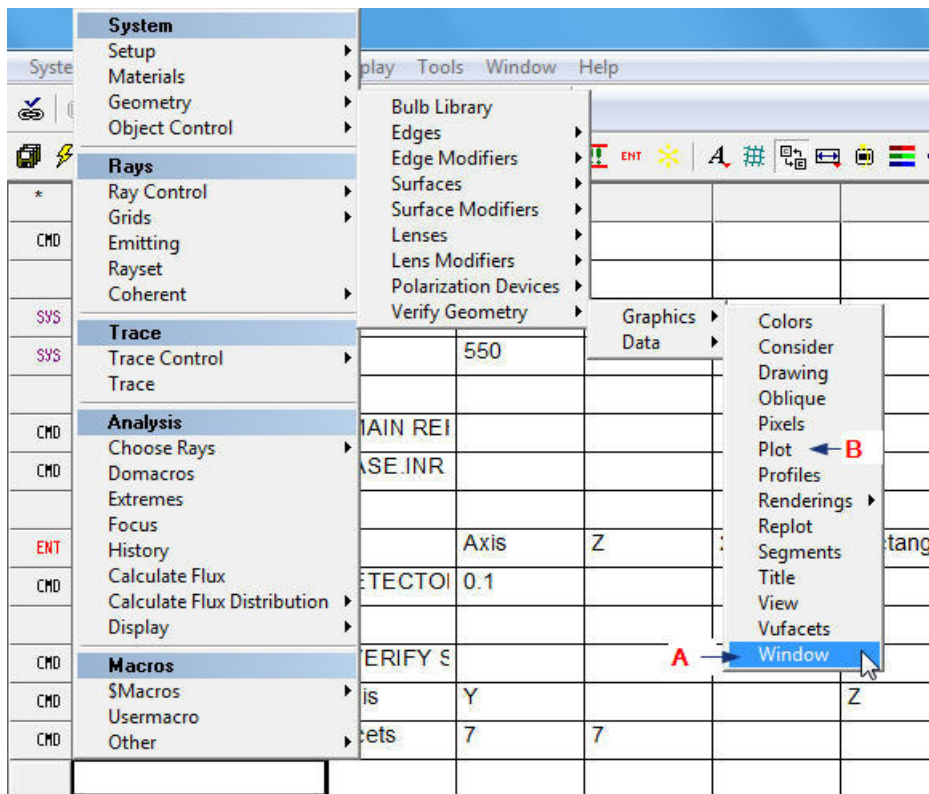 System
Setup
Materials
Geometry
Object Control
Rays
Ray Control
Grids
Emitting
Rayset
Coherent
Trace
Trace Control
Trace
Analysis
Choose Rays
Domacros
Extremes
Focus
History
Calculate Flux
Calculate Flux Distribution
Display
Macros
$Macros
Usermacro
Other
Syste
play Tools Window Help
Bulb Library
Edges
Edge Modifiers
Surfaces
Surface Modifiers
Lenses
Lens Modifiers
Polarization Devices
Verify Geometry
Graphics
Data
Colors
Consider
Drawing
Oblique
Pixels
Plot B
Profiles
Renderings
Replot
Segments
Title
View
Vufacets
A Window
ENT
*
CMD
SYS
SYS 550
CMD MAIN REF
CMD ASE.INR
ENT Axis Z ctang
CMD ETECTO 0.1
CMD ERIFY S
CMD is Y Z
CMD cets 7 7